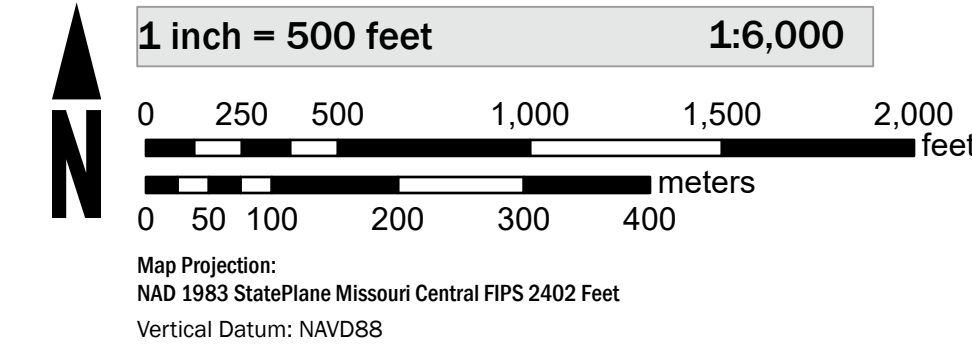 1 inch = 500 feet 1:6,000
0 250 500 1,000 1,500 2,000
feet
meters
0 50 100 200 300 400
N
Map Projection:
NAD 1983 StatePlane Missouri Central FIPS 2402 Feet
Vertical Datum: NAVD88